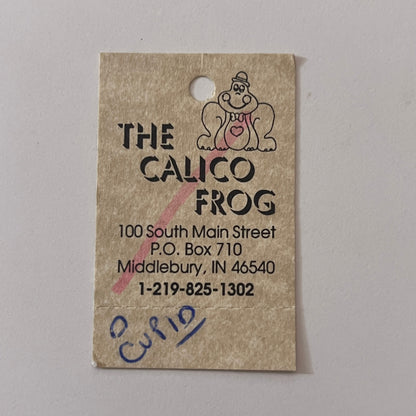 THE
CALICO
FROG
100 South Main Street
P.O. Box 710
Middlebury, IN 46540
1-219-825-1302
D
CUPID